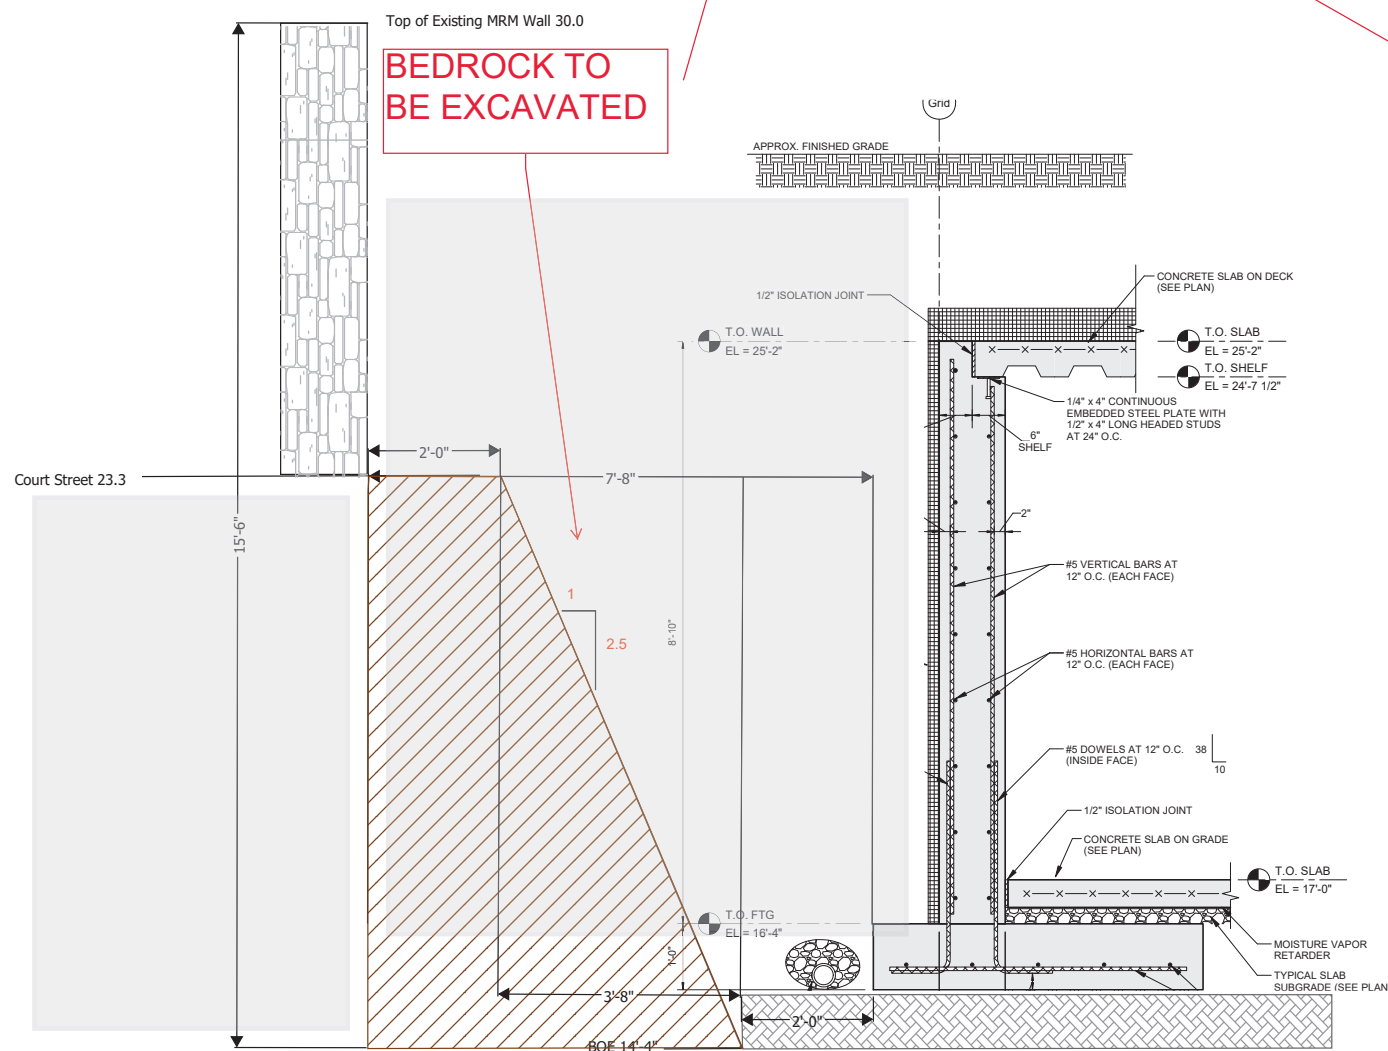 Top of Existing MRM Wall 30.0
BEDROCK TO
BE EXCAVATED
Grid
APPROX. FINISHED GRADE
CONCRETE SLAB ON DECK
(SEE PLAN)
1/2" ISOLATION JOINT
T.O. WALL
EL = 25'-2"
T.O. SLAB
EL = 25'-2"
T.O. SHELF
EL = 24'-7 1/2"
1/4" x 4" CONTINUOUS
EMBEDDED STEEL PLATE WITH
1/2" x 4" LONG HEADED STUDS
AT 24" O.C.
6"
SHELF
2'-0"
Court Street 23.3
7'-8"
15'-6"
2"
#5 VERTICAL BARS AT
12" O.C. (EACH FACE)
1
2.5
8'-10"
#5 HORIZONTAL BARS AT
12" O.C. (EACH FACE)
#5 DOWELS AT 12" O.C.
(INSIDE FACE)
38
10
1/2" ISOLATION JOINT
CONCRETE SLAB ON GRADE
(SEE PLAN)
T.O. SLAB
EL = 17'-0"
T.O. FTG
EL = 16'-4"
1'-0"
MOISTURE VAPOR
RETARDER
TYPICAL SLAB
SUBGRADE (SEE PLAN
3'-8"
2'-0"
BOE 14'-4"